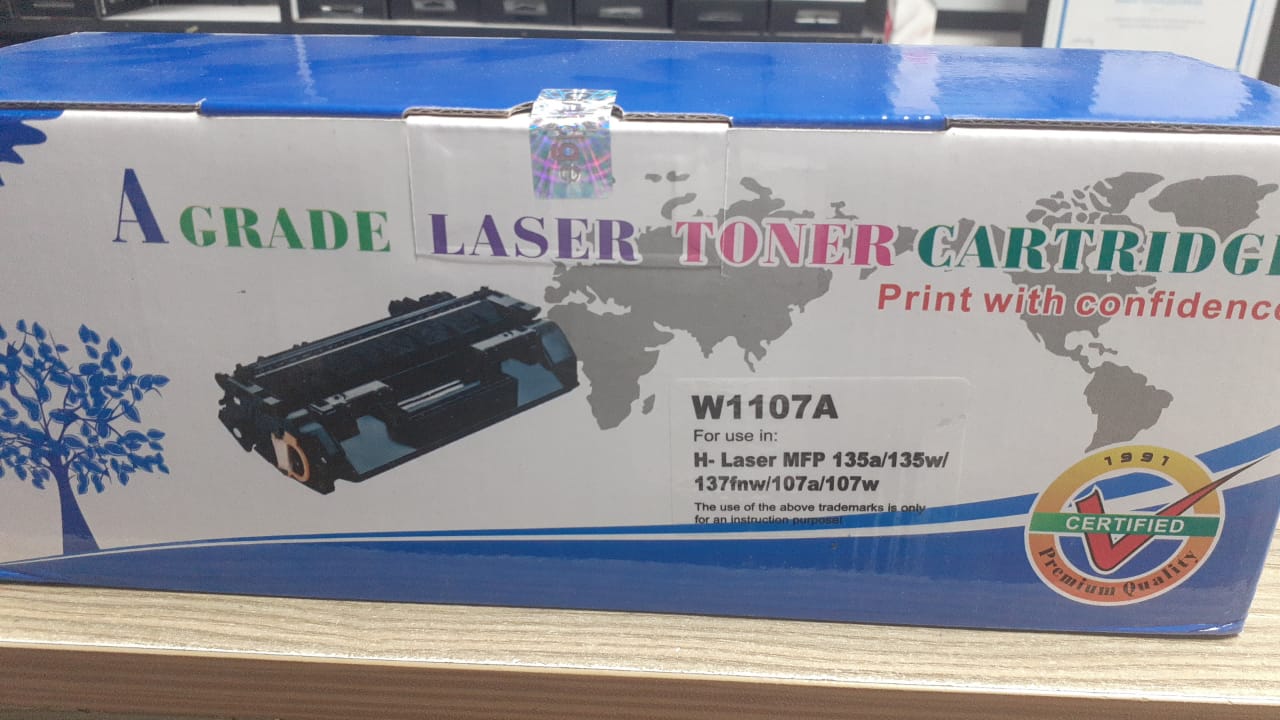 A GRADE LASER TONER CARTRIDGE
Print with confidence
W1107A
For use in:
H- Laser MFP 135a/135w/
137fnw/107a/107w
The use of the above trademarks is only
for an instruction purpose!
1991
CERTIFIED
Premium Quality